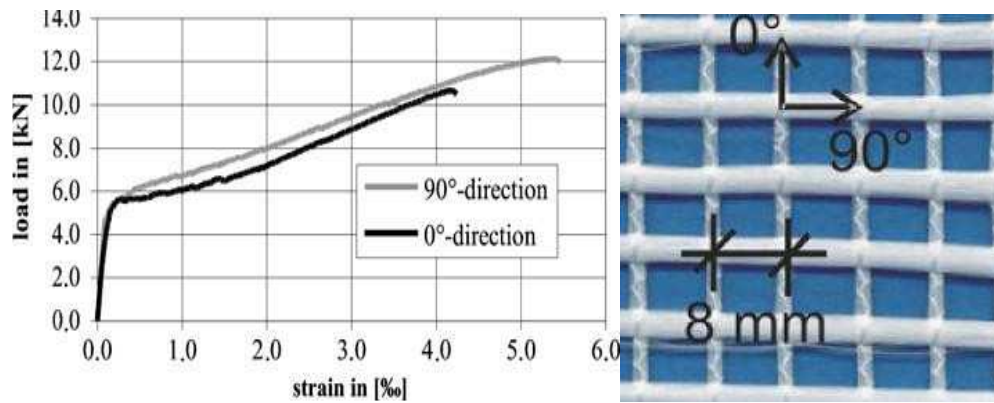 load in [kN]
14.0
12.0
10.0
8.0
6.0
4.0
2.0
0.0
90°-direction
0°-direction
0.0 1.0 2.0 3.0 4.0 5.0 6.0
strain in [‰]
0°
90°
8 mm